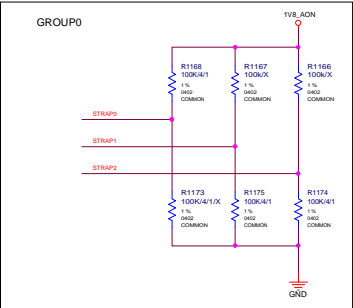 GROUP0
1V8_AON
R1168
100K/4/1
1 %
0402
COMMON
R1167
100k/X
1 %
0402
COMMON
R1166
100k/X
1 %
0402
COMMON
STRAP0
STRAP1
STRAP2
R1173
100K/4/1/X
1 %
0402
COMMON
R1175
100K/4/1
1 %
0402
COMMON
R1174
100K/4/1
1 %
0402
COMMON
GND